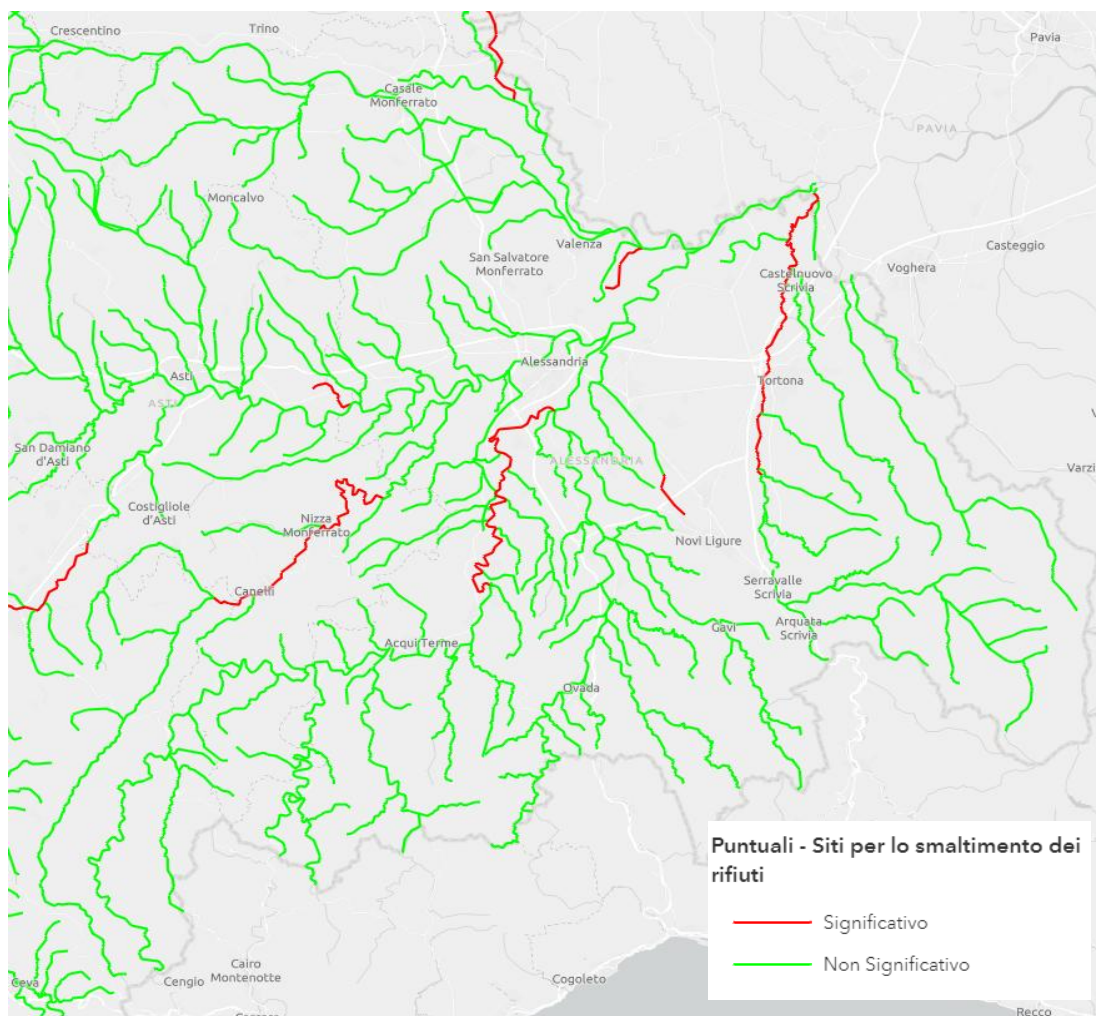 Crescentino
Trino
Pavia
Casale
Monferrato
PAVIA
Moncalvo
Valenza
San Salvatore
Monferrato
Casteggio
Voghera
Castelnuovo
Scrivia
Alessandria
Asti
ASTI
Tortona
San Damiano
d'Asti
ALESSANDRIA
Varzi
Costigliole
d'Asti
Nizza
Monferrato
Novi Ligure
Canelli
Serravalle
Scrivia
Acqui Terme
Gavi
Arquata
Scrivia
Ovada
Puntuali - Siti per lo smaltimento dei
rifiuti
Significativo
Non Significativo
Ceva
Cengio
Cairo
Montenotte
Cogoleto
Recco